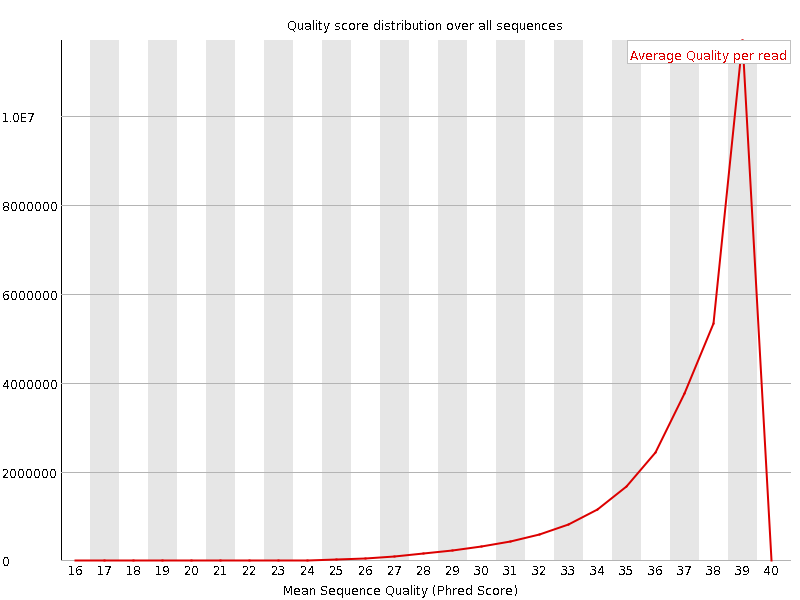 Quality score distribution over all sequences
Average Quality per read
1.0E7
8000000
6000000
4000000
2000000
0
16 17 18 19 20 21 22 23 24 25 26 27 28 29 30 31 32 33 34 35 36 37 38 39 40
Mean Sequence Quality (Phred Score)